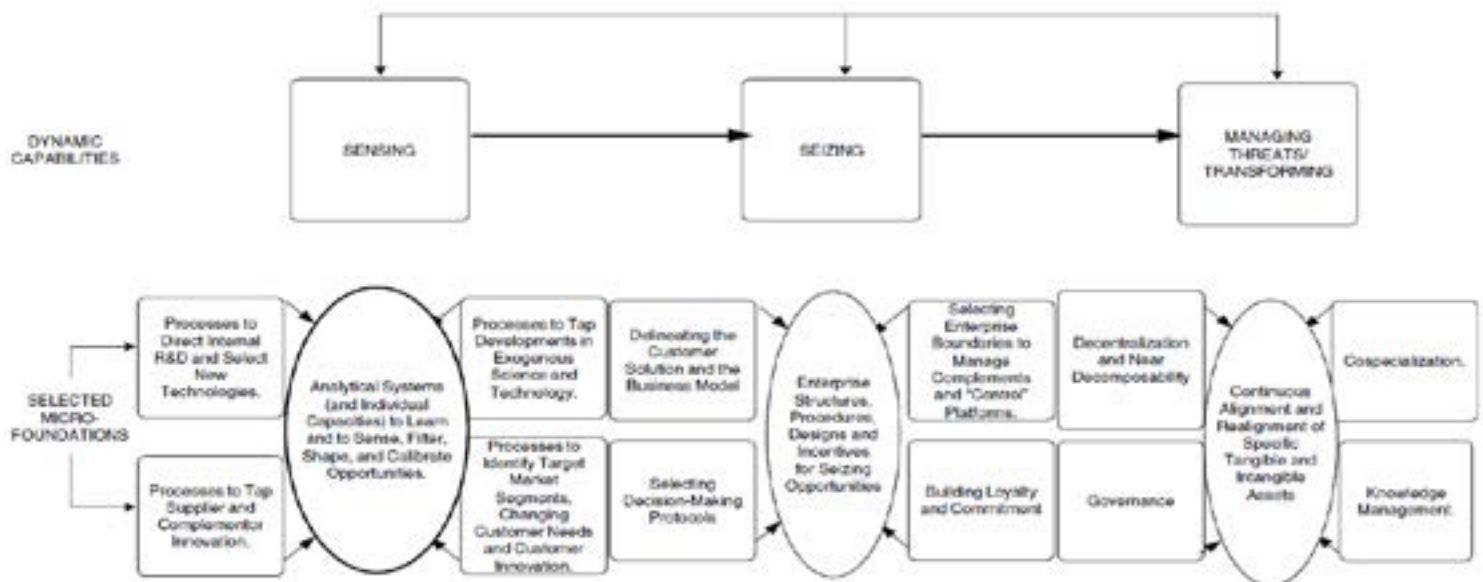 DYNAMIC
CAPABILITIES
SENSING
SEIZING
MANAGING
THREATS/
TRANSFORMING
SELECTED
MICRO-
FOUNDATIONS
Processes to
Direct Internal
R&D and Select
New
Technologies.
Processes to Tap
Supplier and
Complementor
Innovation.
Analytical Systems
(and Individual
Capacities) to Learn
and to Sense, Filter,
Shape, and Calibrate
Opportunities.
Processes to Tap
Developments in
Exogenous
Science and
Technology.
Processes to
Identify Target
Market
Segments,
Changing
Customer Needs
and Customer
Innovation.
Delineating the
Customer
Solution and the
Business Model
Selecting
Decision-Making
Protocols
Enterprise
Structures,
Procedures,
Designs and
Incentives
for Seizing
Opportunities
Selecting
Enterprise
Boundaries to
Manage
Complements
and "Control"
Platforms.
Building Loyalty
and Commitment
Decentralization
and Near
Decomposability
Governance
Continuous
Alignment and
Realignment of
Specific
Tangible and
Intangible
Assets
Cospecialization.
Knowledge
Management.